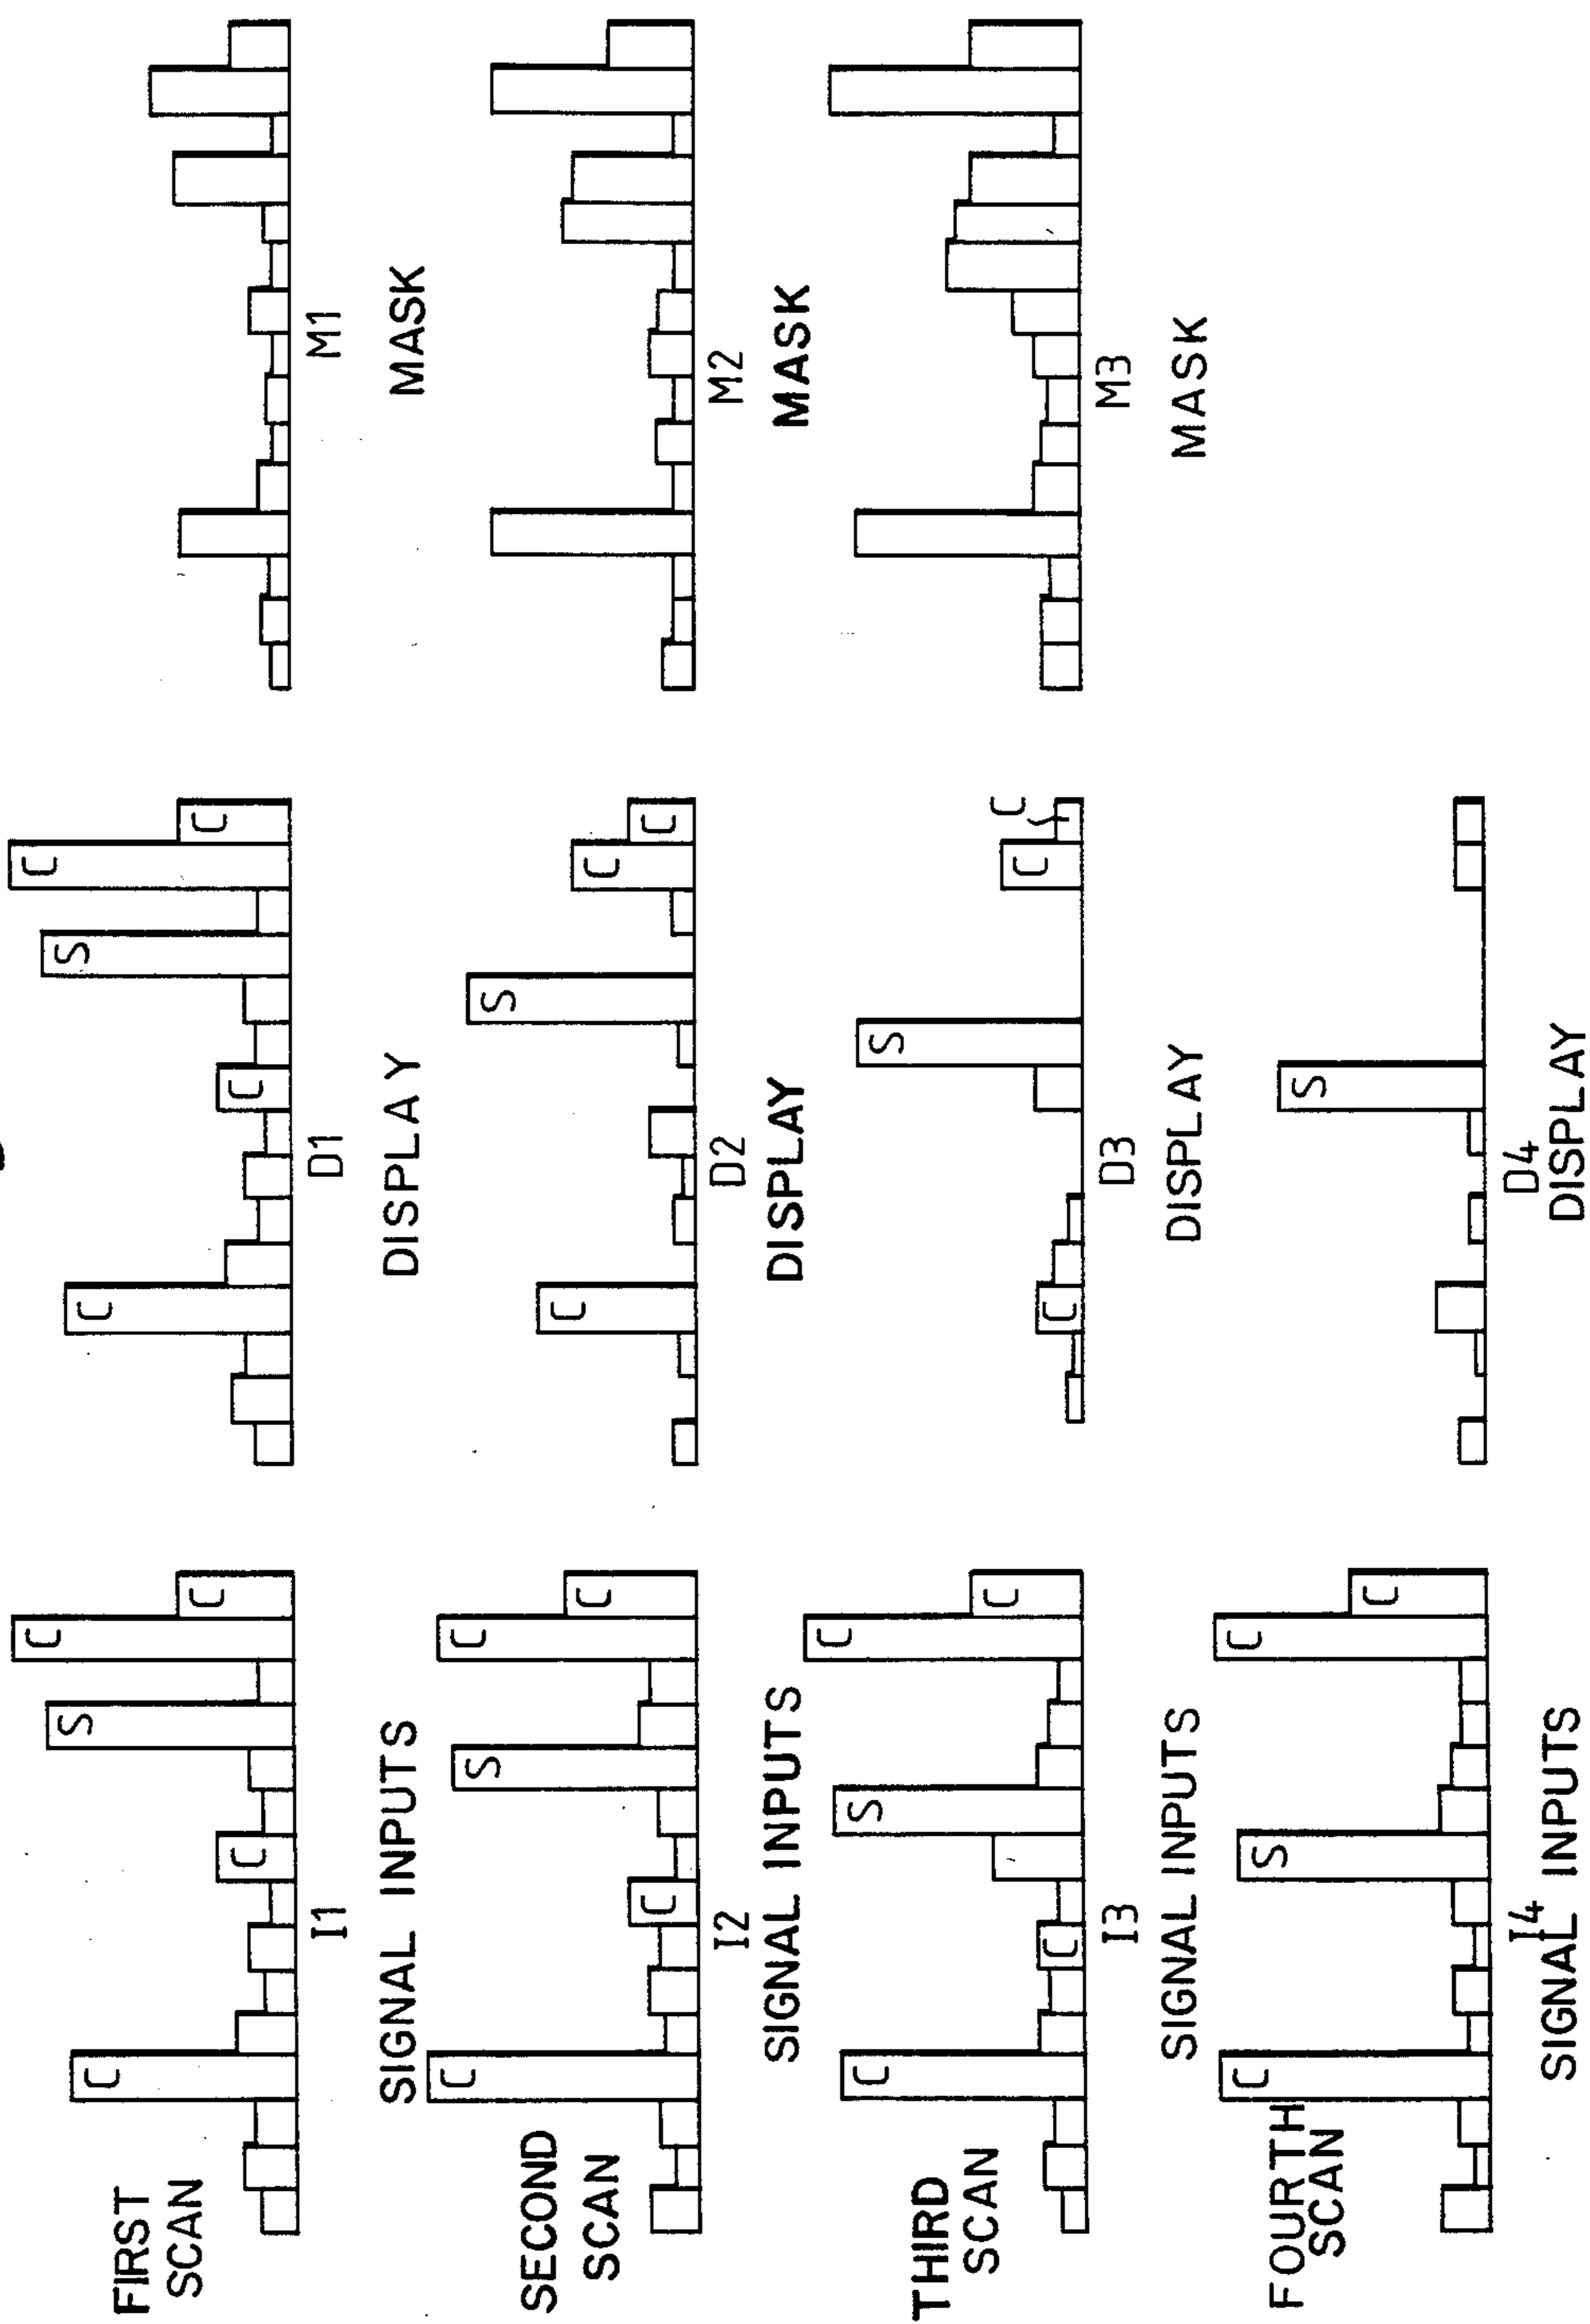 FIRST
SCAN
C C S C C
C C S C C
I1
D1
M1
SIGNAL INPUTS
DISPLAY
MASK
SECOND
SCAN
C C S C C
C S C C
I2
D2
M2
SIGNAL INPUTS
DISPLAY
MASK
THIRD
SCAN
C C S C C
C S C C
I3
D3
M3
SIGNAL INPUTS
DISPLAY
MASK
FOURTH
SCAN
C S C C
S
I4
D4
SIGNAL INPUTS
DISPLAY